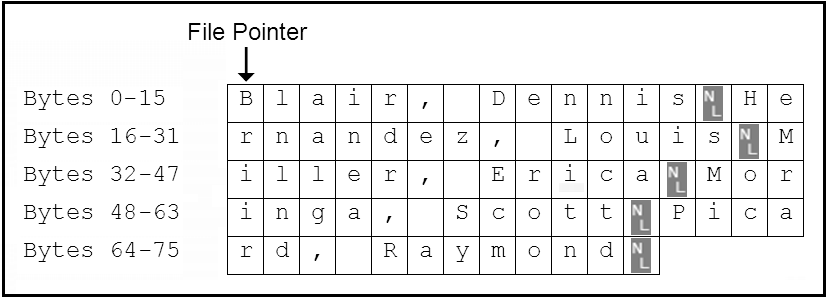 File Pointer
Bytes 0-15 B l a i r ,   D e n n i s NL H e
Bytes 16-31 r n a n d e z ,   L o u i s NL M
Bytes 32-47 i l l e r ,   E r i c a NL M o r
Bytes 48-63 i n g a ,   S c o t t NL P i c a
Bytes 64-75 r d ,   R a y m o n d NL